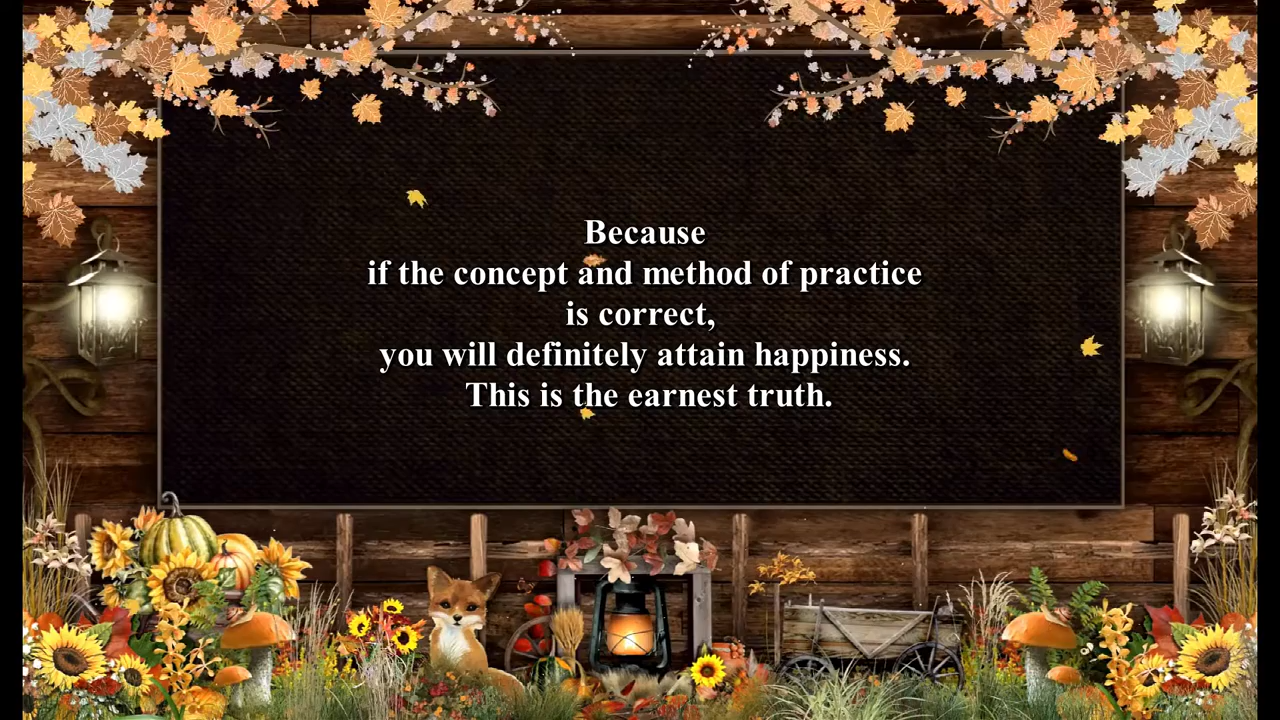 Because
if the concept and method of practice
is correct,
you will definitely attain happiness.
This is the earnest truth.